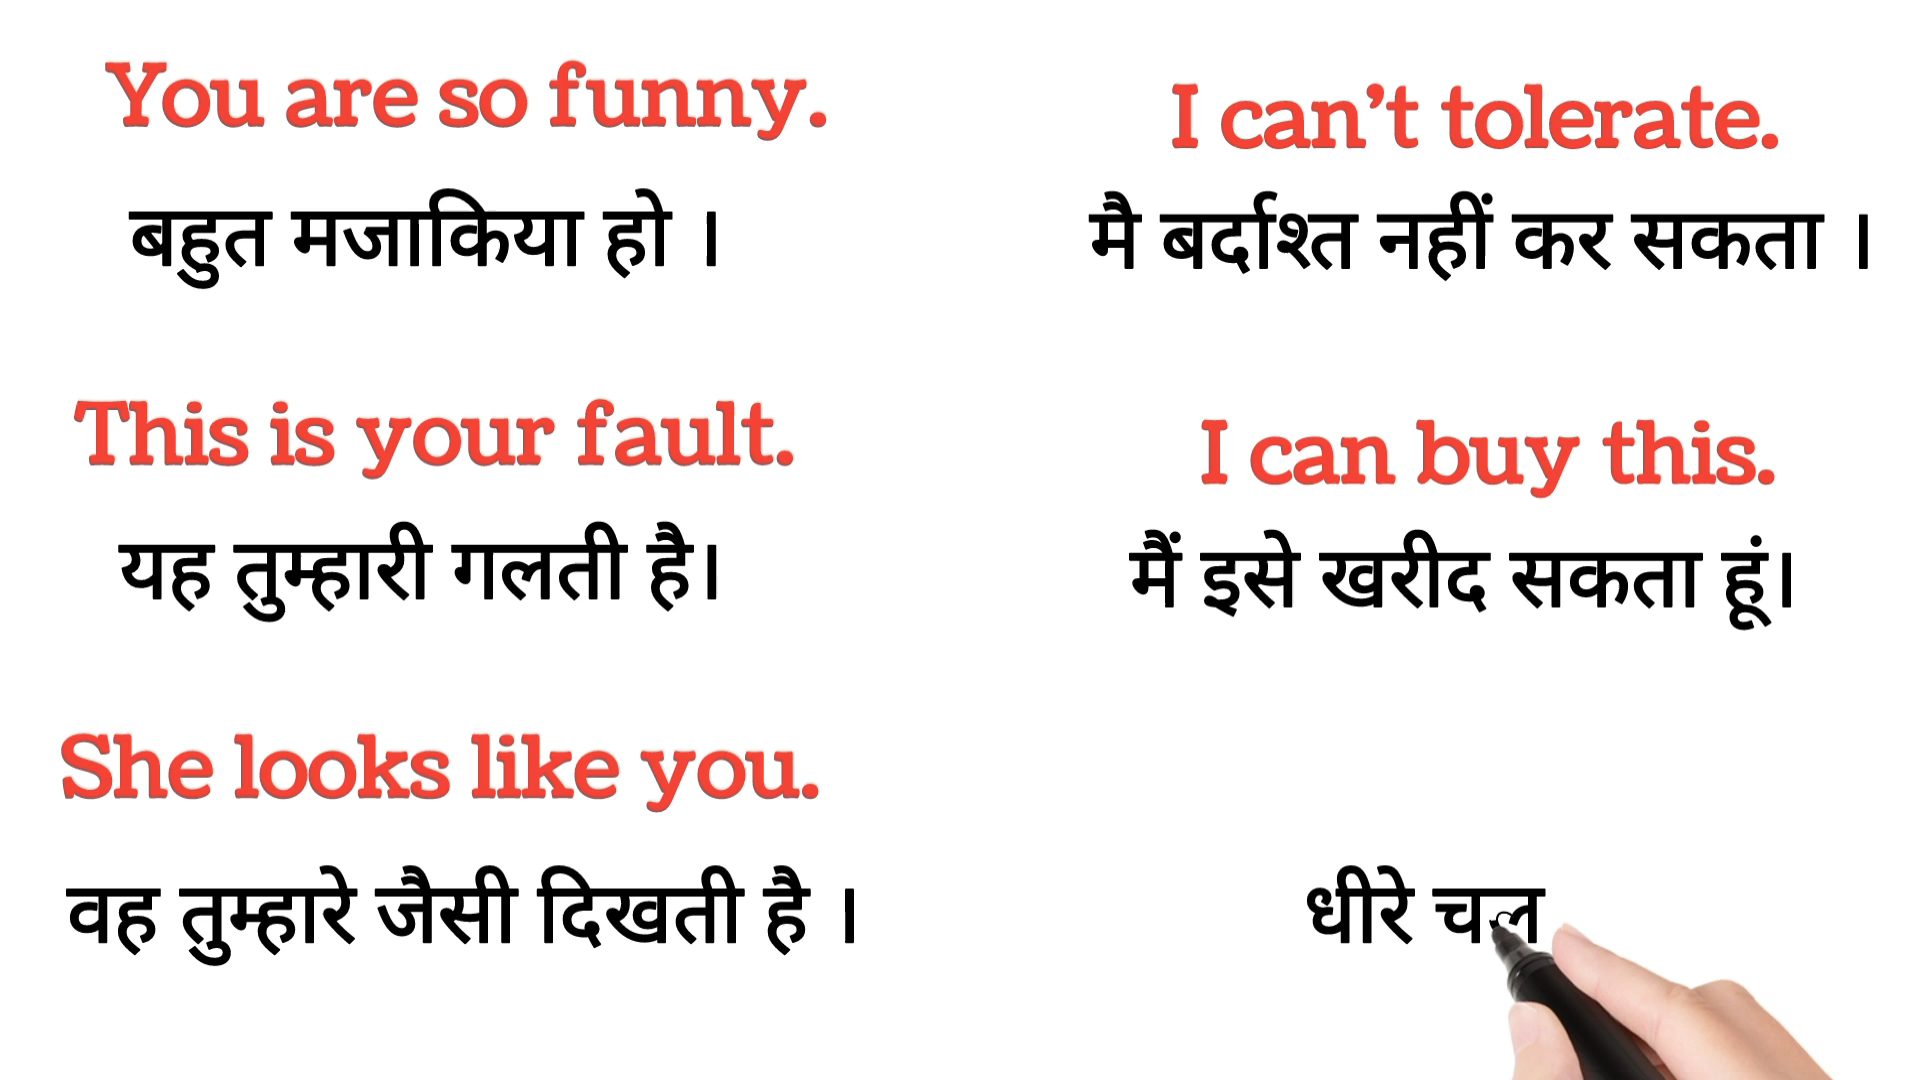 You are so funny.
बहुत मजाकिया हो ।
This is your fault.
यह तुम्हारी गलती है।
She looks like you.
वह तुम्हारे जैसी दिखती है ।
I can't tolerate.
मै बर्दाश्त नहीं कर सकता ।
I can buy this.
मैं इसे खरीद सकता हूं।
धीरे चल